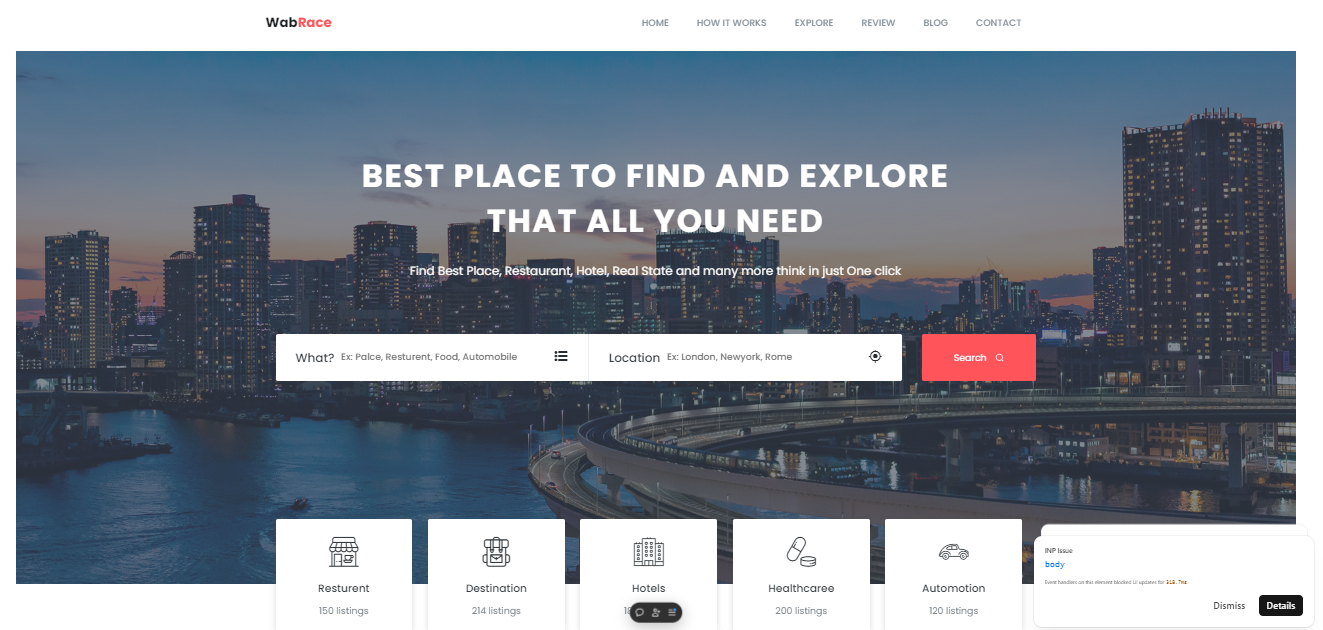 WabRace
HOME HOW IT WORKS EXPLORE REVIEW BLOG CONTACT
BEST PLACE TO FIND AND EXPLORE
THAT ALL YOU NEED
Find Best Place, Restaurant, Hotel, Real State and many more think in just One click
What? Ex: Palce, Resturent, Food, Automobile Location Ex: London, Newyork, Rome Search
Resturent Destination Hotels Healthcaree Automotion
150 listings 214 listings 200 listings 120 listings
INP Issue
body
Event handlers on this element blocked UI updates for 318.7ms
Dismiss Details